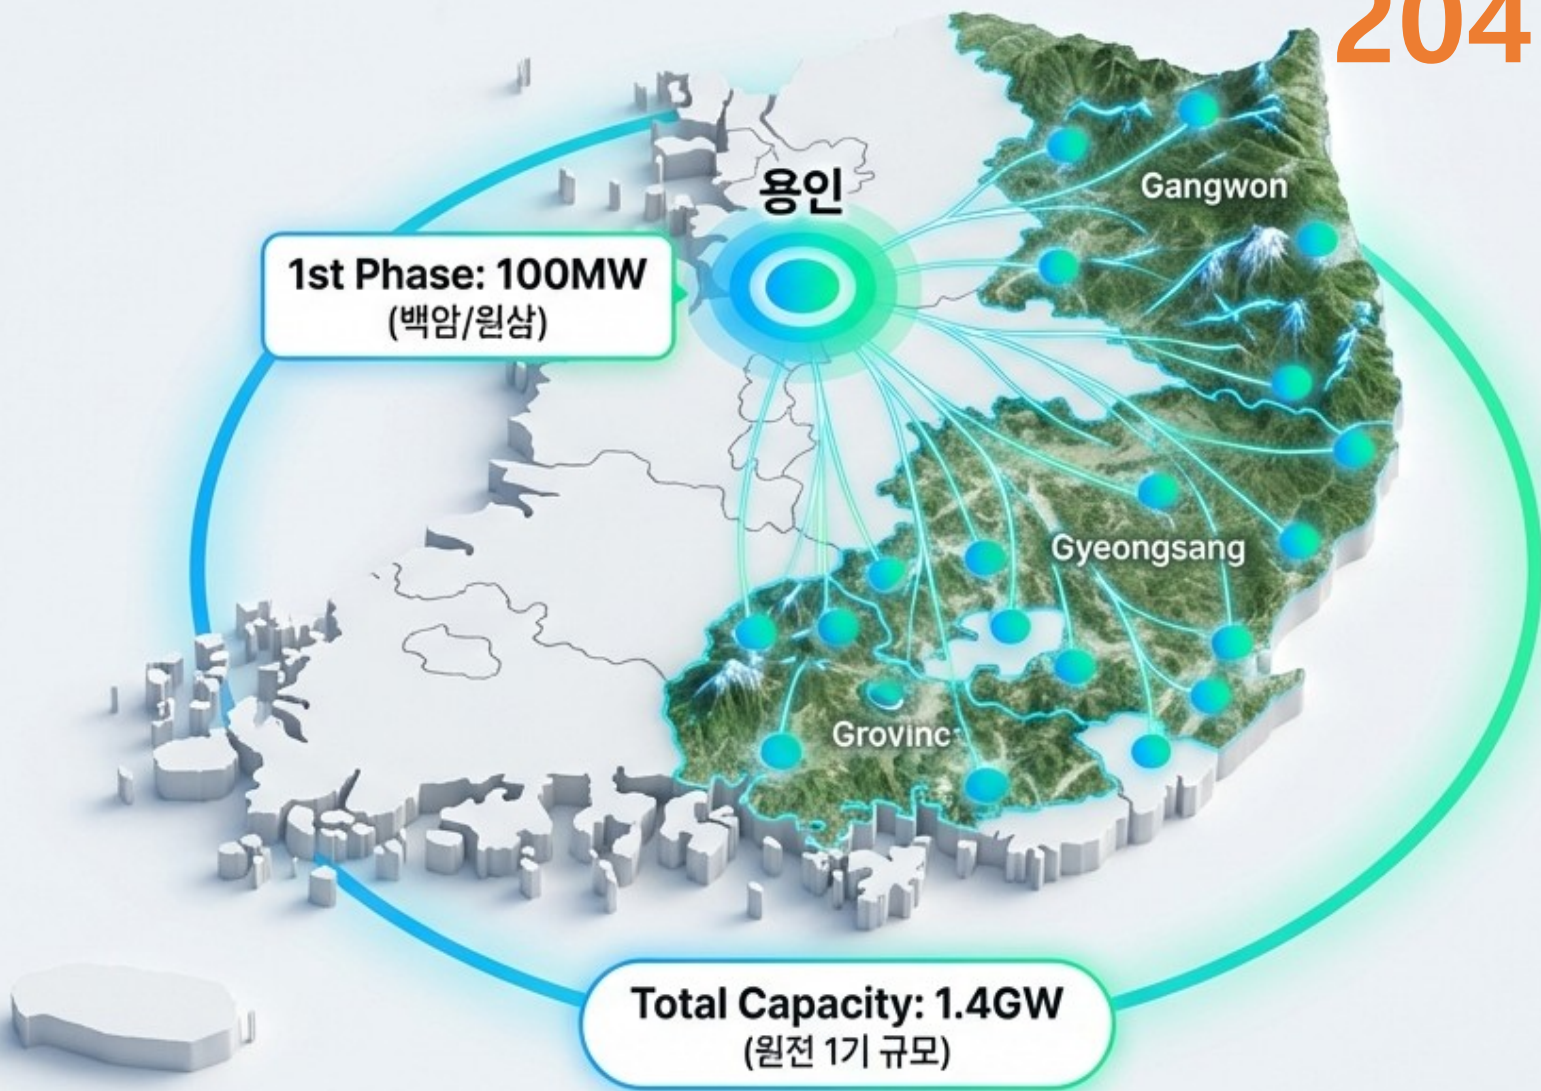 204
용인
Gangwon
1st Phase: 100MW
(백암/원삼)
Gyeongsang
Grovinc
Total Capacity: 1.4GW
(원전 1기 규모)